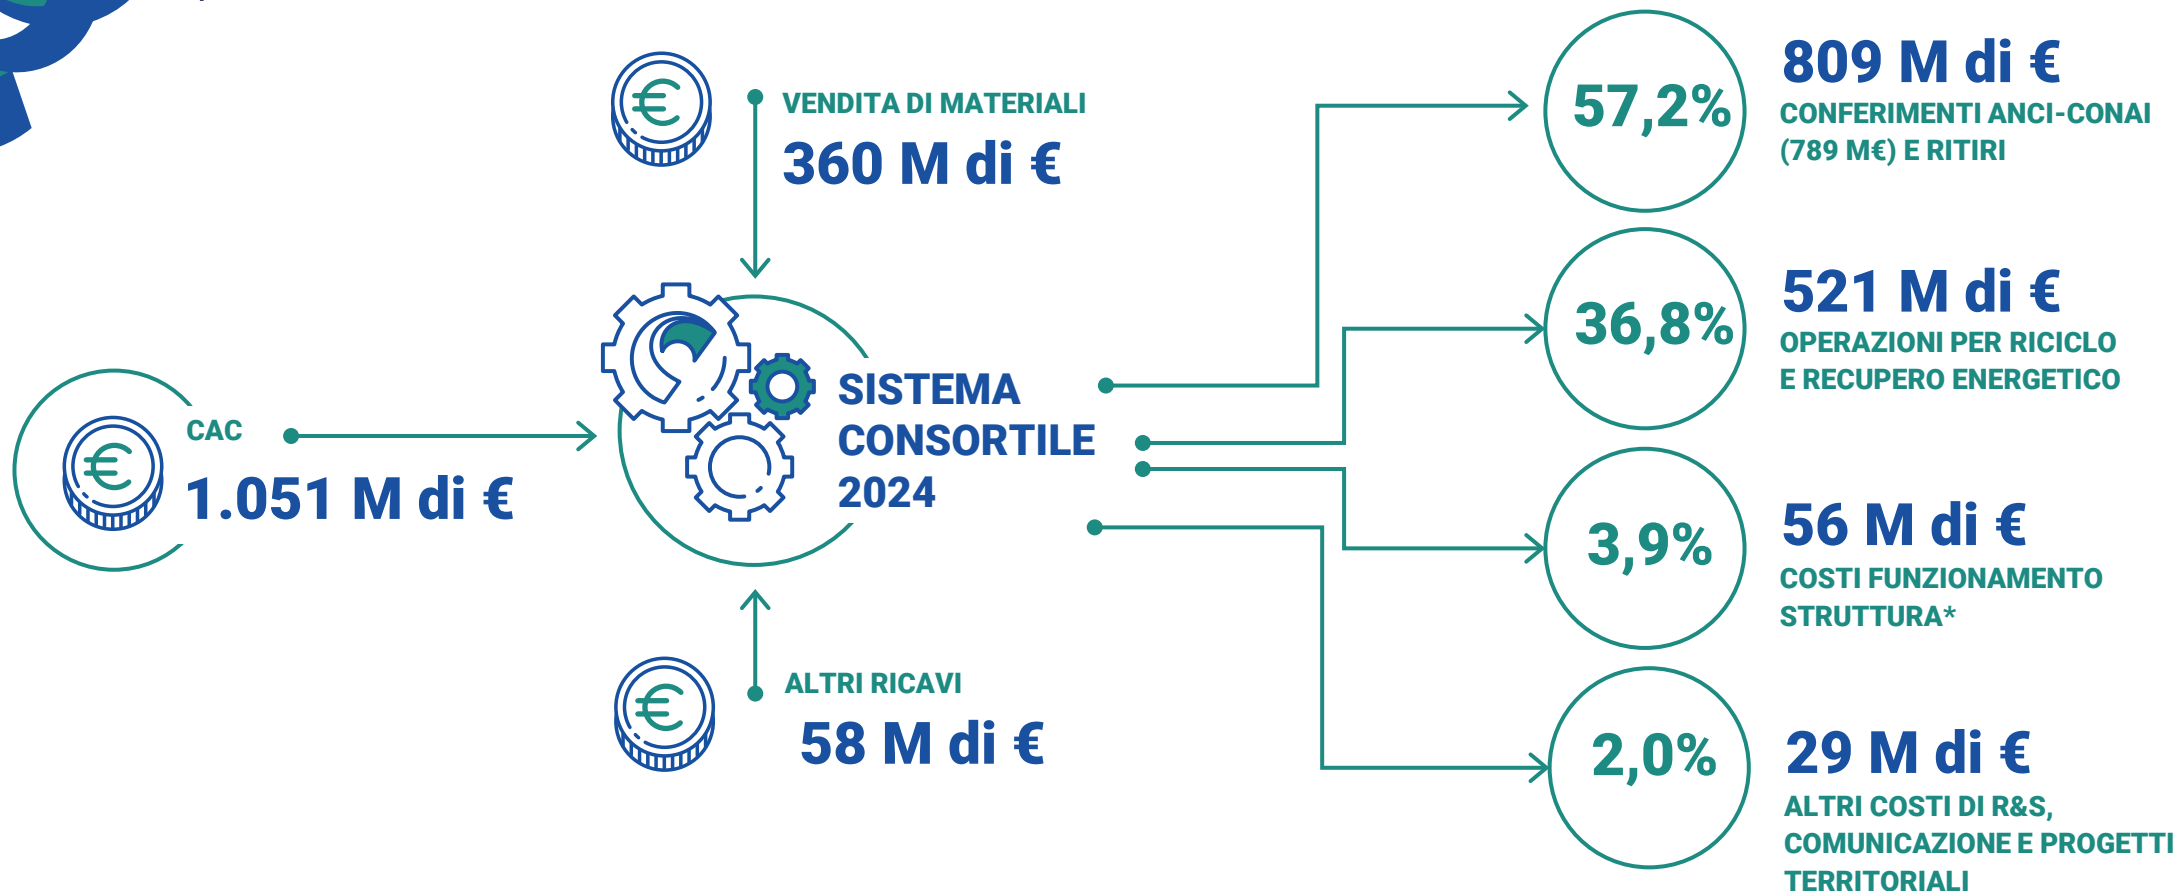 VENDITA DI MATERIALI
360 M di €
CAC
1.051 M di €
SISTEMA
CONSORTILE
2024
ALTRI RICAVI
58 M di €
57,2%
809 M di €
CONFERIMENTI ANCI-CONAI
(789 M€) E RITIRI
36,8%
521 M di €
OPERAZIONI PER RICICLO
E RECUPERO ENERGETICO
3,9%
56 M di €
COSTI FUNZIONAMENTO
STRUTTURA*
2,0%
29 M di €
ALTRI COSTI DI R&S,
COMUNICAZIONE E PROGETTI
TERRITORIALI